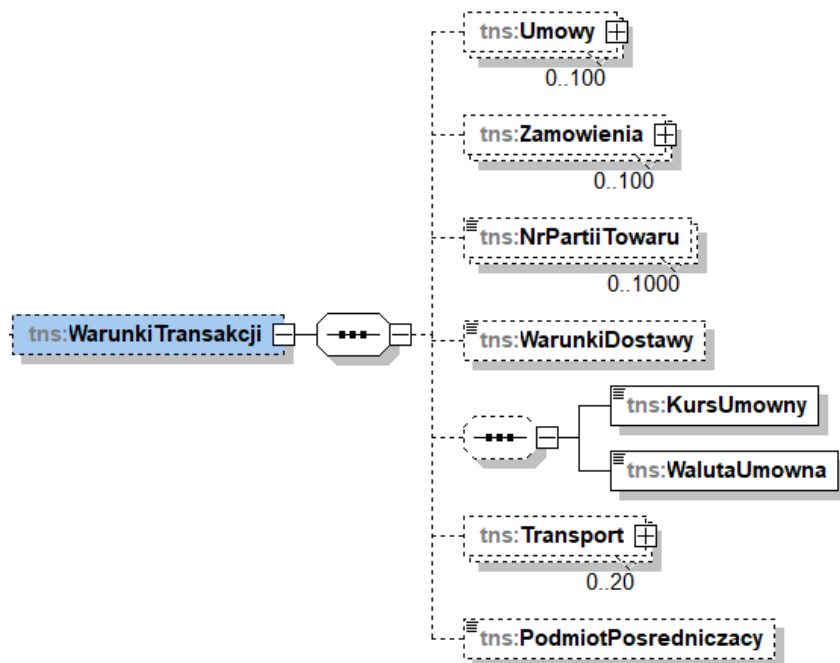 tns:Umowy
0..100
tns:Zamowienia
0..100
tns:NrPartiiTowaru
0..1000
tns:WarunkiTransakcji
tns:WarunkiDostawy
tns:KursUmowny
tns:WalutaUmowna
tns:Transport
0..20
tns:PodmiotPosredniczacy